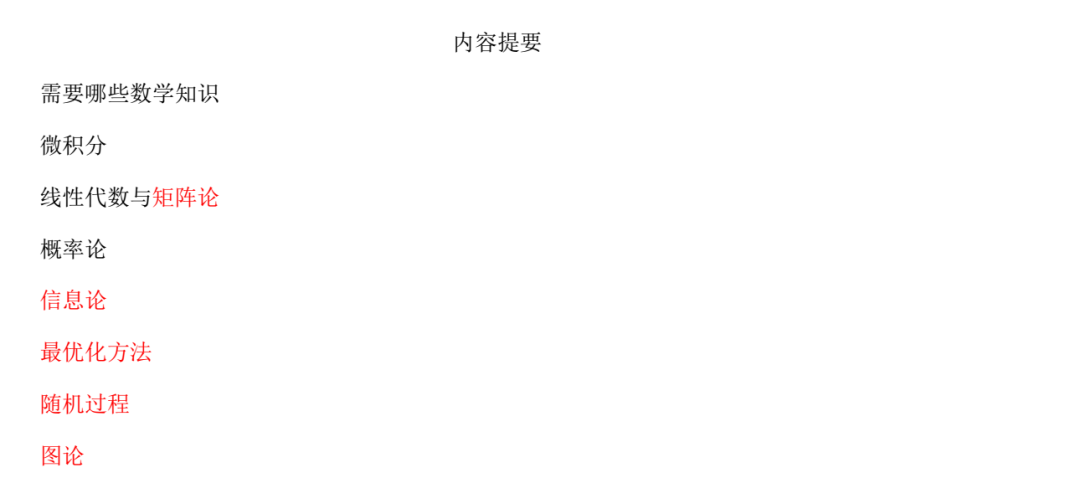 内容提要
需要哪些数学知识
微积分
线性代数与矩阵论
概率论
信息论
最优化方法
随机过程
图论